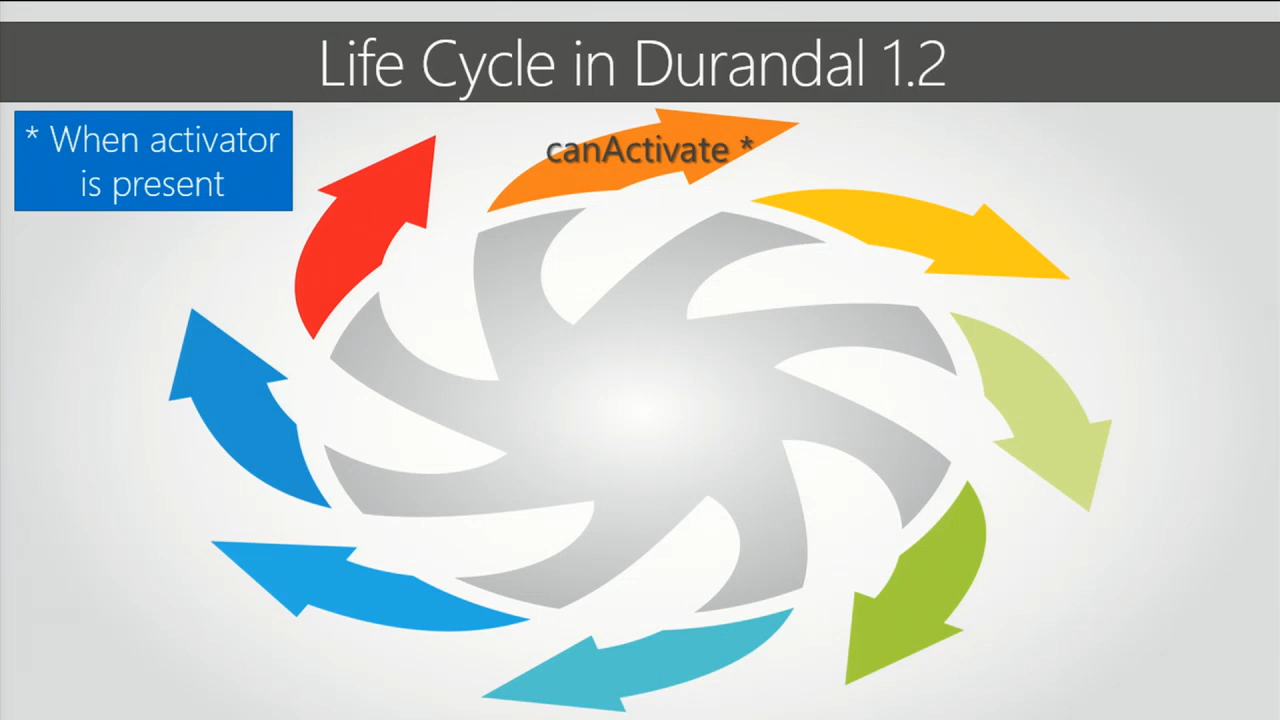 Life Cycle in Durandal 1.2
* When activator
is present
canActivate *